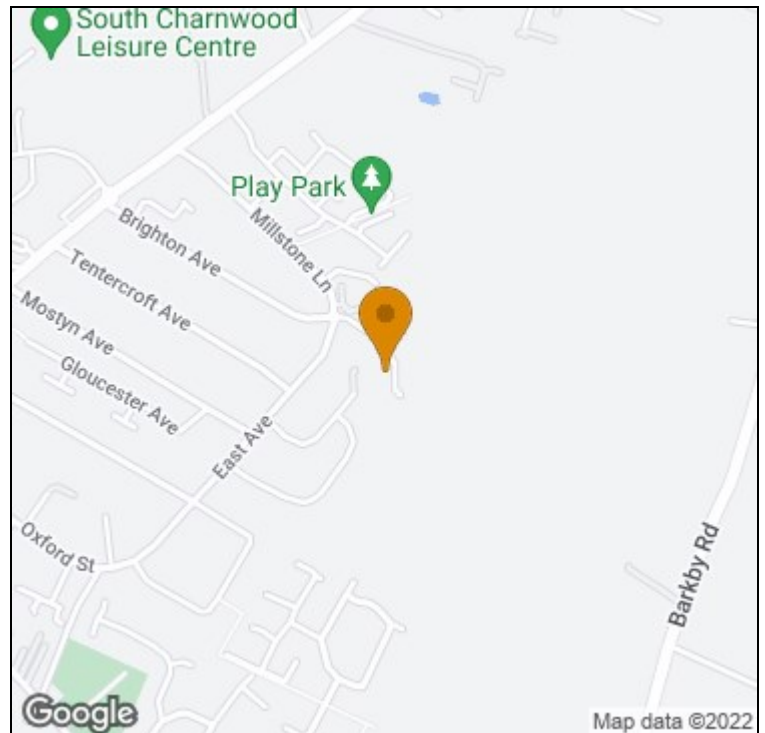 South Charnwood
Leisure Centre
Play Park
Brighton Ave
Millstone Ln
Tentercroft Ave
Mostyn Ave
Gloucester Ave
East Ave
Oxford St
Barkby Rd
Google
Map data ©2022